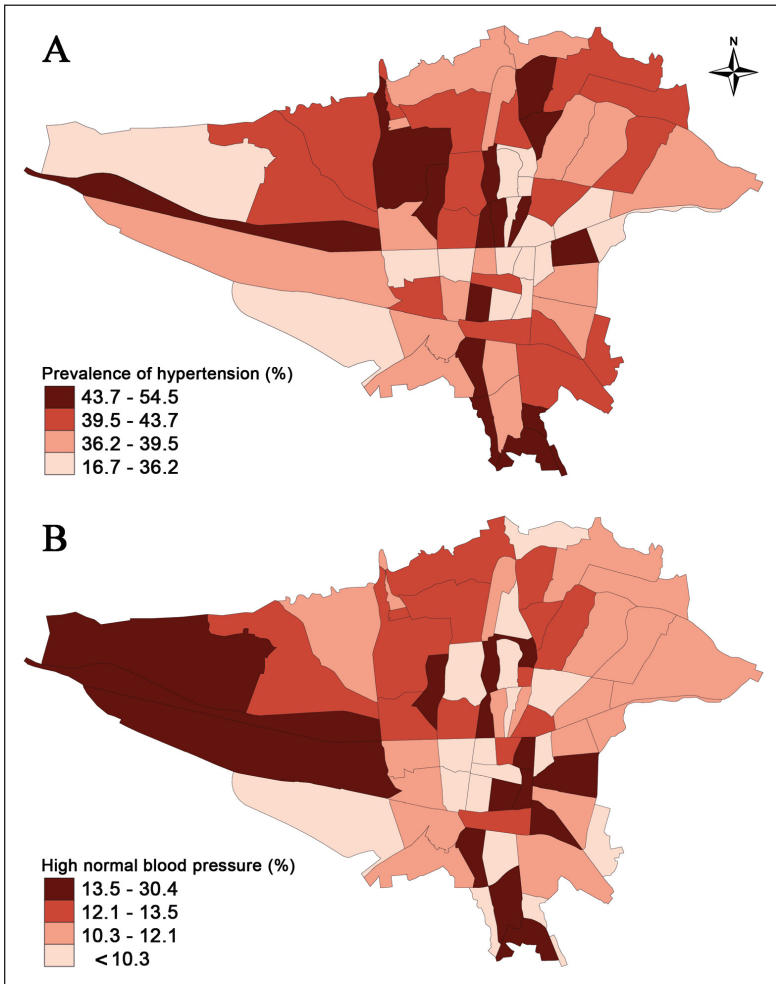 A
N
Prevalence of hypertension (%)
43.7 - 54.5
39.5 - 43.7
36.2 - 39.5
16.7 - 36.2
B
High normal blood pressure (%)
13.5 - 30.4
12.1 - 13.5
10.3 - 12.1
<10.3